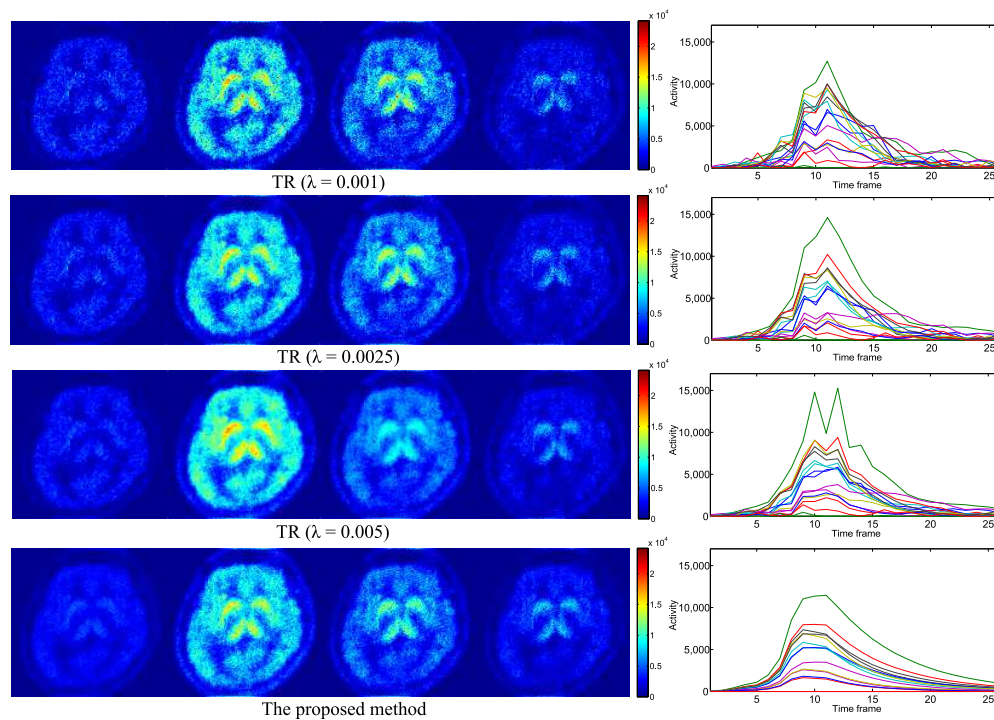 x 10⁴
2
1.5
1
0.5
0
TR (λ = 0.001)
Activity
15,000
10,000
5,000
0
5 10 15 20 25
Time frame
x 10⁴
2
1.5
1
0.5
0
TR (λ = 0.0025)
Activity
15,000
10,000
5,000
0
5 10 15 20 25
Time frame
x 10⁴
2
1.5
1
0.5
0
TR (λ = 0.005)
Activity
15,000
10,000
5,000
0
5 10 15 20 25
Time frame
x 10⁴
2
1.5
1
0.5
0
The proposed method
Activity
15,000
10,000
5,000
0
5 10 15 20 25
Time frame